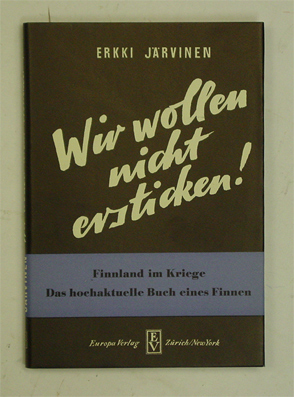 ERKKI JÄRVINEN
Wir wollen
nicht
ersticken!
Finnland im Kriege
Das hochaktuelle Buch eines Finnen
Europa Verlag EV Zürich/New York